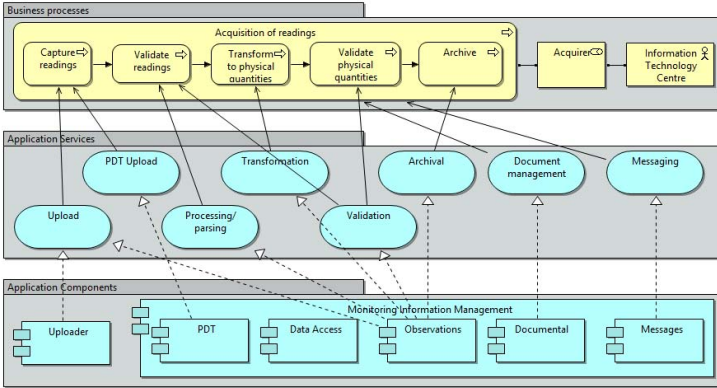 Business processes
Acquisition of readings
Capture
readings
Validate
readings
Transform
to physical
quantities
Validate
physical
quantities
Archive
Acquirer
Information
Technology
Centre
Application Services
PDT Upload
Transformation
Archival
Document
management
Messaging
Upload
Processing/
parsing
Validation
Application Components
Monitoring Information Management
Uploader
PDT
Data Access
Observations
Documental
Messages